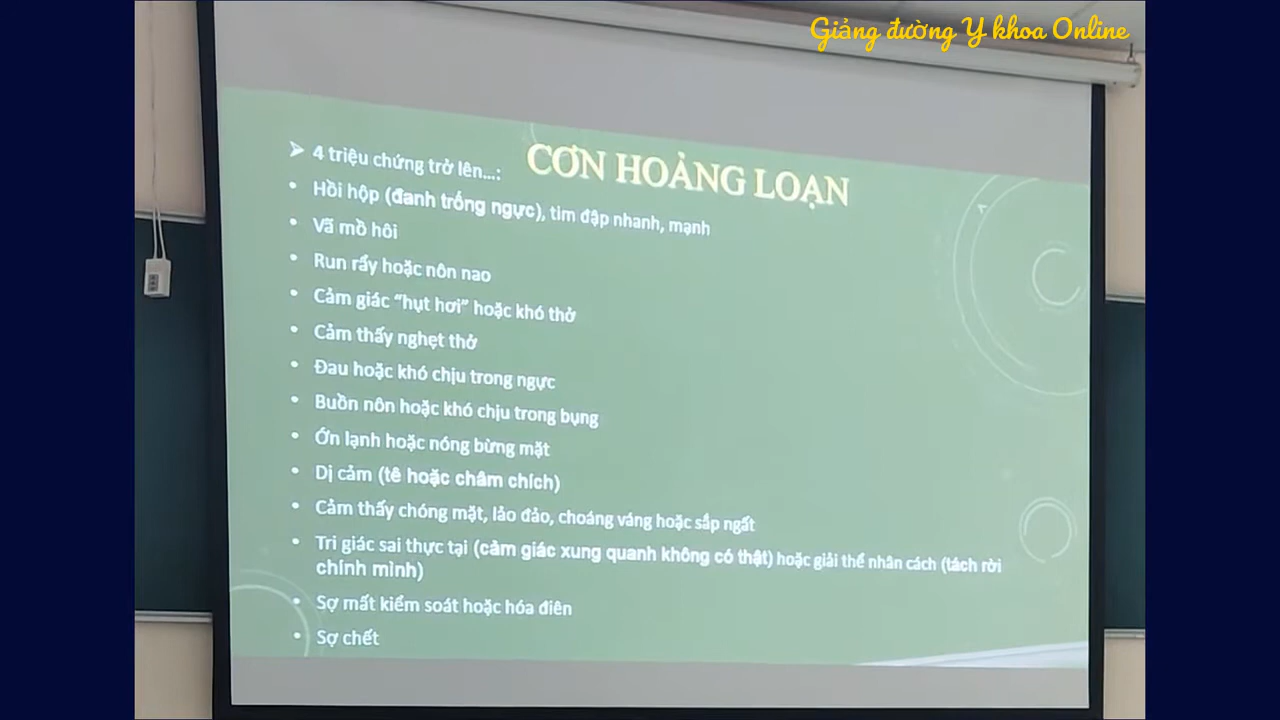 Giảng đường Y khoa Online
CƠN HOẢNG LOẠN
➢ 4 triệu chứng trở lên...:
• Hồi hộp (đanh trống ngực), tim đập nhanh, mạnh
• Vã mồ hôi
• Run rẩy hoặc nôn nao
• Cảm giác “hụt hơi” hoặc khó thở
• Cảm thấy nghẹt thở
• Đau hoặc khó chịu trong ngực
• Buồn nôn hoặc khó chịu trong bụng
• Ớn lạnh hoặc nóng bừng mặt
• Dị cảm (tê hoặc châm chích)
• Cảm thấy chóng mặt, lảo đảo, choáng váng hoặc sắp ngất
• Tri giác sai thực tại (cảm giác xung quanh không có thật) hoặc giải thể nhân cách (tách rời
chính mình)
• Sợ mất kiểm soát hoặc hóa điên
• Sợ chết